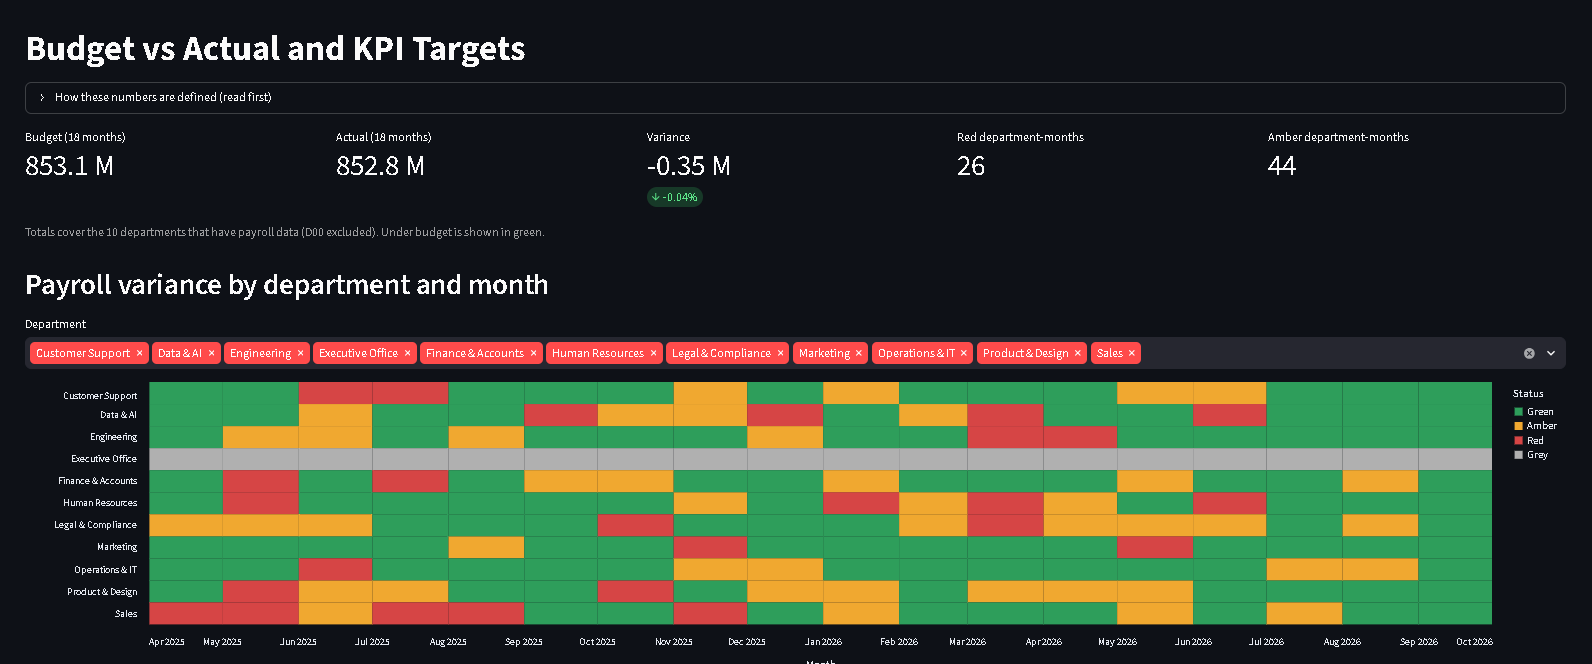 Budget vs Actual and KPI Targets
How these numbers are defined (read first)
Budget (18 months) Actual (18 months) Variance Red department-months Amber department-months
853.1 M 852.8 M -0.35 M 26 44
↓ -0.04%
Totals cover the 10 departments that have payroll data (D00 excluded). Under budget is shown in green.
Payroll variance by department and month
Department
Customer Support × Data & AI × Engineering × Executive Office × Finance & Accounts × Human Resources × Legal & Compliance × Marketing × Operations & IT × Product & Design × Sales ×
Customer Support
Data & AI
Engineering
Executive Office
Finance & Accounts
Human Resources
Legal & Compliance
Marketing
Operations & IT
Product & Design
Sales
Status
Green
Amber
Red
Grey
Apr 2025 May 2025 Jun 2025 Jul 2025 Aug 2025 Sep 2025 Oct 2025 Nov 2025 Dec 2025 Jan 2026 Feb 2026 Mar 2026 Apr 2026 May 2026 Jun 2026 Jul 2026 Aug 2026 Sep 2026 Oct 2026
Month